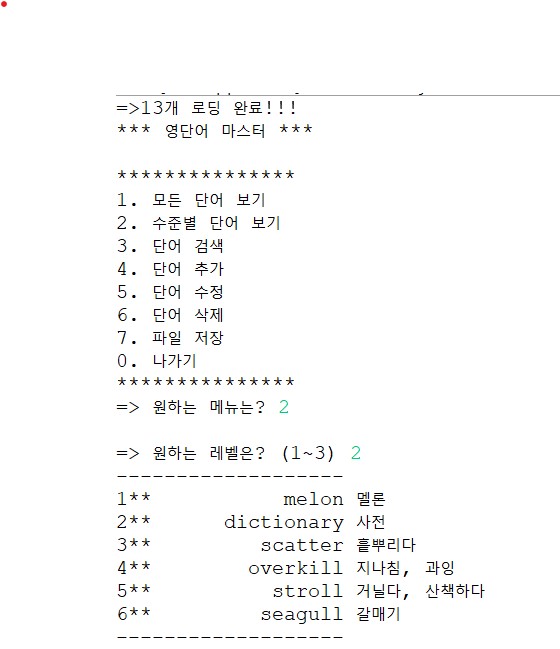 =>13개 로딩 완료!!!
*** 영단어 마스터 ***
***************
1. 모든 단어 보기
2. 수준별 단어 보기
3. 단어 검색
4. 단어 추가
5. 단어 수정
6. 단어 삭제
7. 파일 저장
0. 나가기
***************
=> 원하는 메뉴는? 2
=> 원하는 레벨은? (1~3) 2
-------------------
1** melon 멜론
2** dictionary 사전
3** scatter 흩뿌리다
4** overkill 지나침, 과잉
5** stroll 거닐다, 산책하다
6** seagull 갈매기
-------------------